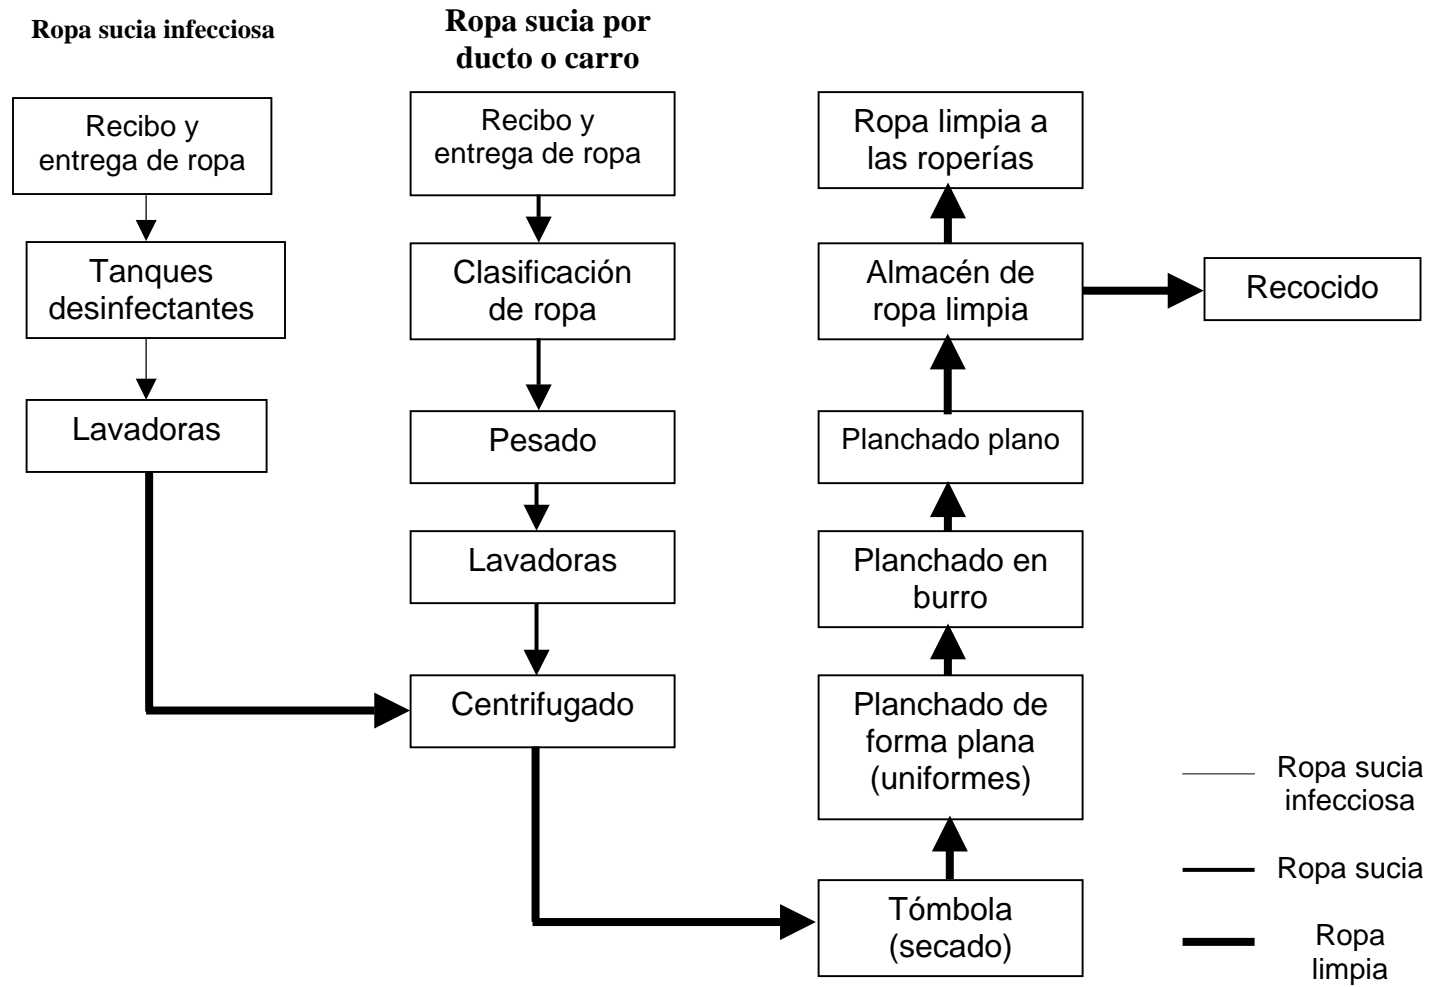 Ropa sucia infecciosa
Recibo y
entrega de ropa
Tanques
desinfectantes
Lavadoras
Ropa sucia por
ducto o carro
Recibo y
entrega de ropa
Clasificación
de ropa
Pesado
Lavadoras
Centrifugado
Ropa limpia a
las roperías
Almacén de
ropa limpia
Recocido
Planchado plano
Planchado en
burro
Planchado de
forma plana
(uniformes)
Tómbola
(secado)
Ropa sucia
infecciosa
Ropa sucia
Ropa
limpia